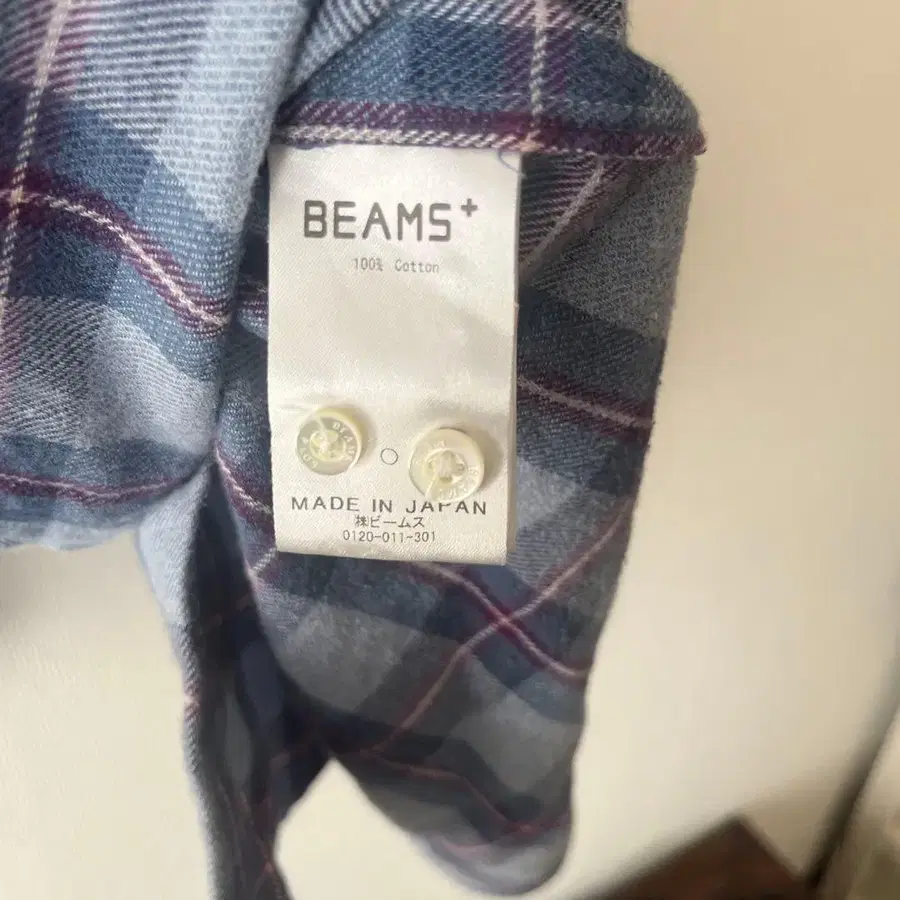 BEAMS+
100% Cotton
MADE IN JAPAN
㈱ビームス
0120-011-301